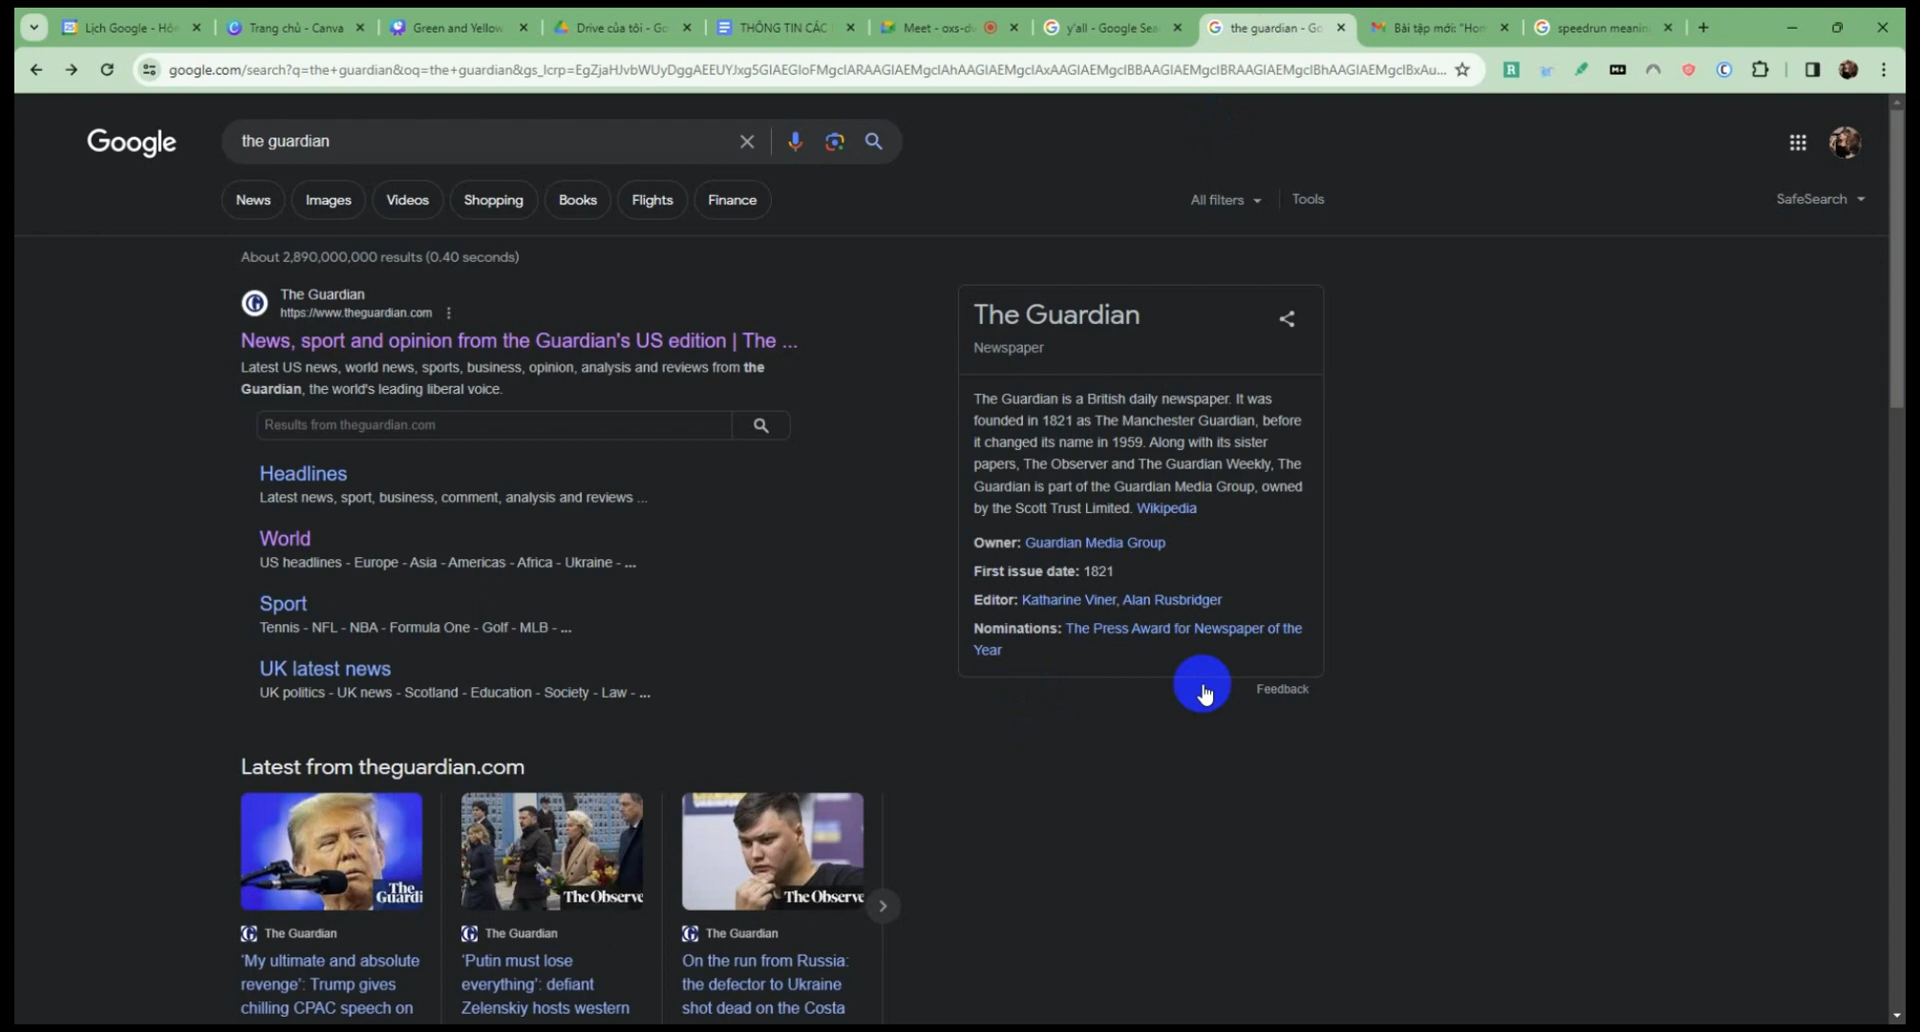 Lịch Google - Hôn
Trang chủ - Canva
Green and Yellow
Drive của tôi - Go
THÔNG TIN CÁC
Meet - oxs-dv
y'all - Google Sea
the guardian - Go
Bài tập mới: "Hom
speedrun meanin
google.com/search?q=the+guardian&oq=the+guardian&gs_lcrp=
Google
the guardian
News
Images
Videos
Shopping
Books
Flights
Finance
All filters
Tools
SafeSearch
About 2,890,000,000 results (0.40 seconds)
The Guardian
https://www.theguardian.com
News, sport and opinion from the Guardian's US edition | The ...
Latest US news, world news, sports, business, opinion, analysis and reviews from the
Guardian, the world's leading liberal voice.
Results from theguardian.com
Headlines
Latest news, sport, business, comment, analysis and reviews ...
World
US headlines - Europe - Asia - Americas - Africa - Ukraine - ...
Sport
Tennis - NFL - NBA - Formula One - Golf - MLB - ...
UK latest news
UK politics - UK news - Scotland - Education - Society - Law - ...
The Guardian
Newspaper
The Guardian is a British daily newspaper. It was
founded in 1821 as The Manchester Guardian, before
it changed its name in 1959. Along with its sister
papers, The Observer and The Guardian Weekly, The
Guardian is part of the Guardian Media Group, owned
by the Scott Trust Limited. Wikipedia
Owner: Guardian Media Group
First issue date: 1821
Editor: Katharine Viner, Alan Rusbridger
Nominations: The Press Award for Newspaper of the
Year
Feedback
Latest from theguardian.com
The
Guardi
The Observe
The Observe
The Guardian
'My ultimate and absolute
revenge': Trump gives
chilling CPAC speech on
The Guardian
'Putin must lose
everything': defiant
Zelenskiy hosts western
The Guardian
On the run from Russia:
the defector to Ukraine
shot dead on the Costa